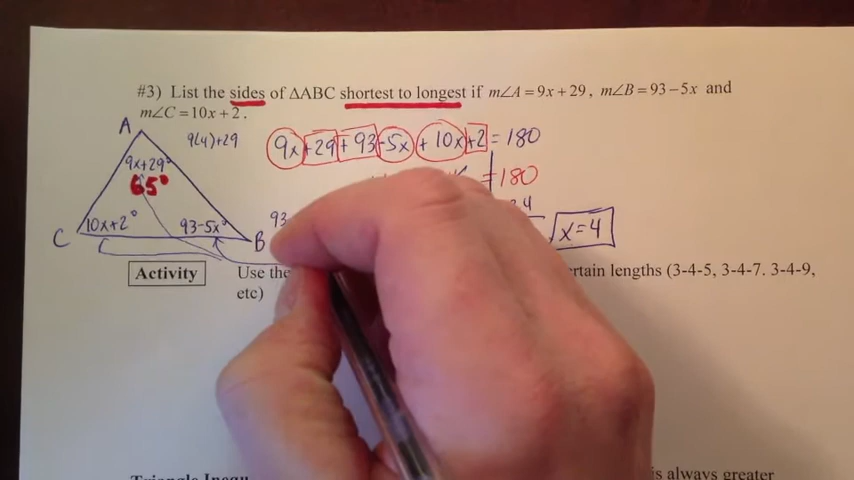 #3) List the sides of ΔABC shortest to longest if m∠A = 9x + 29, m∠B = 93 − 5x and
m∠C = 10x + 2.
A
9(4)+29
9x +29 + 93 -5x + 10x +2 = 180
9x+29°
65°
= 180
10x+2°
93-5x°
93
4
x=4
C
B
Activity
Use the
rtain lengths (3-4-5, 3-4-7. 3-4-9,
etc)
Triangle Inequ
is always greater